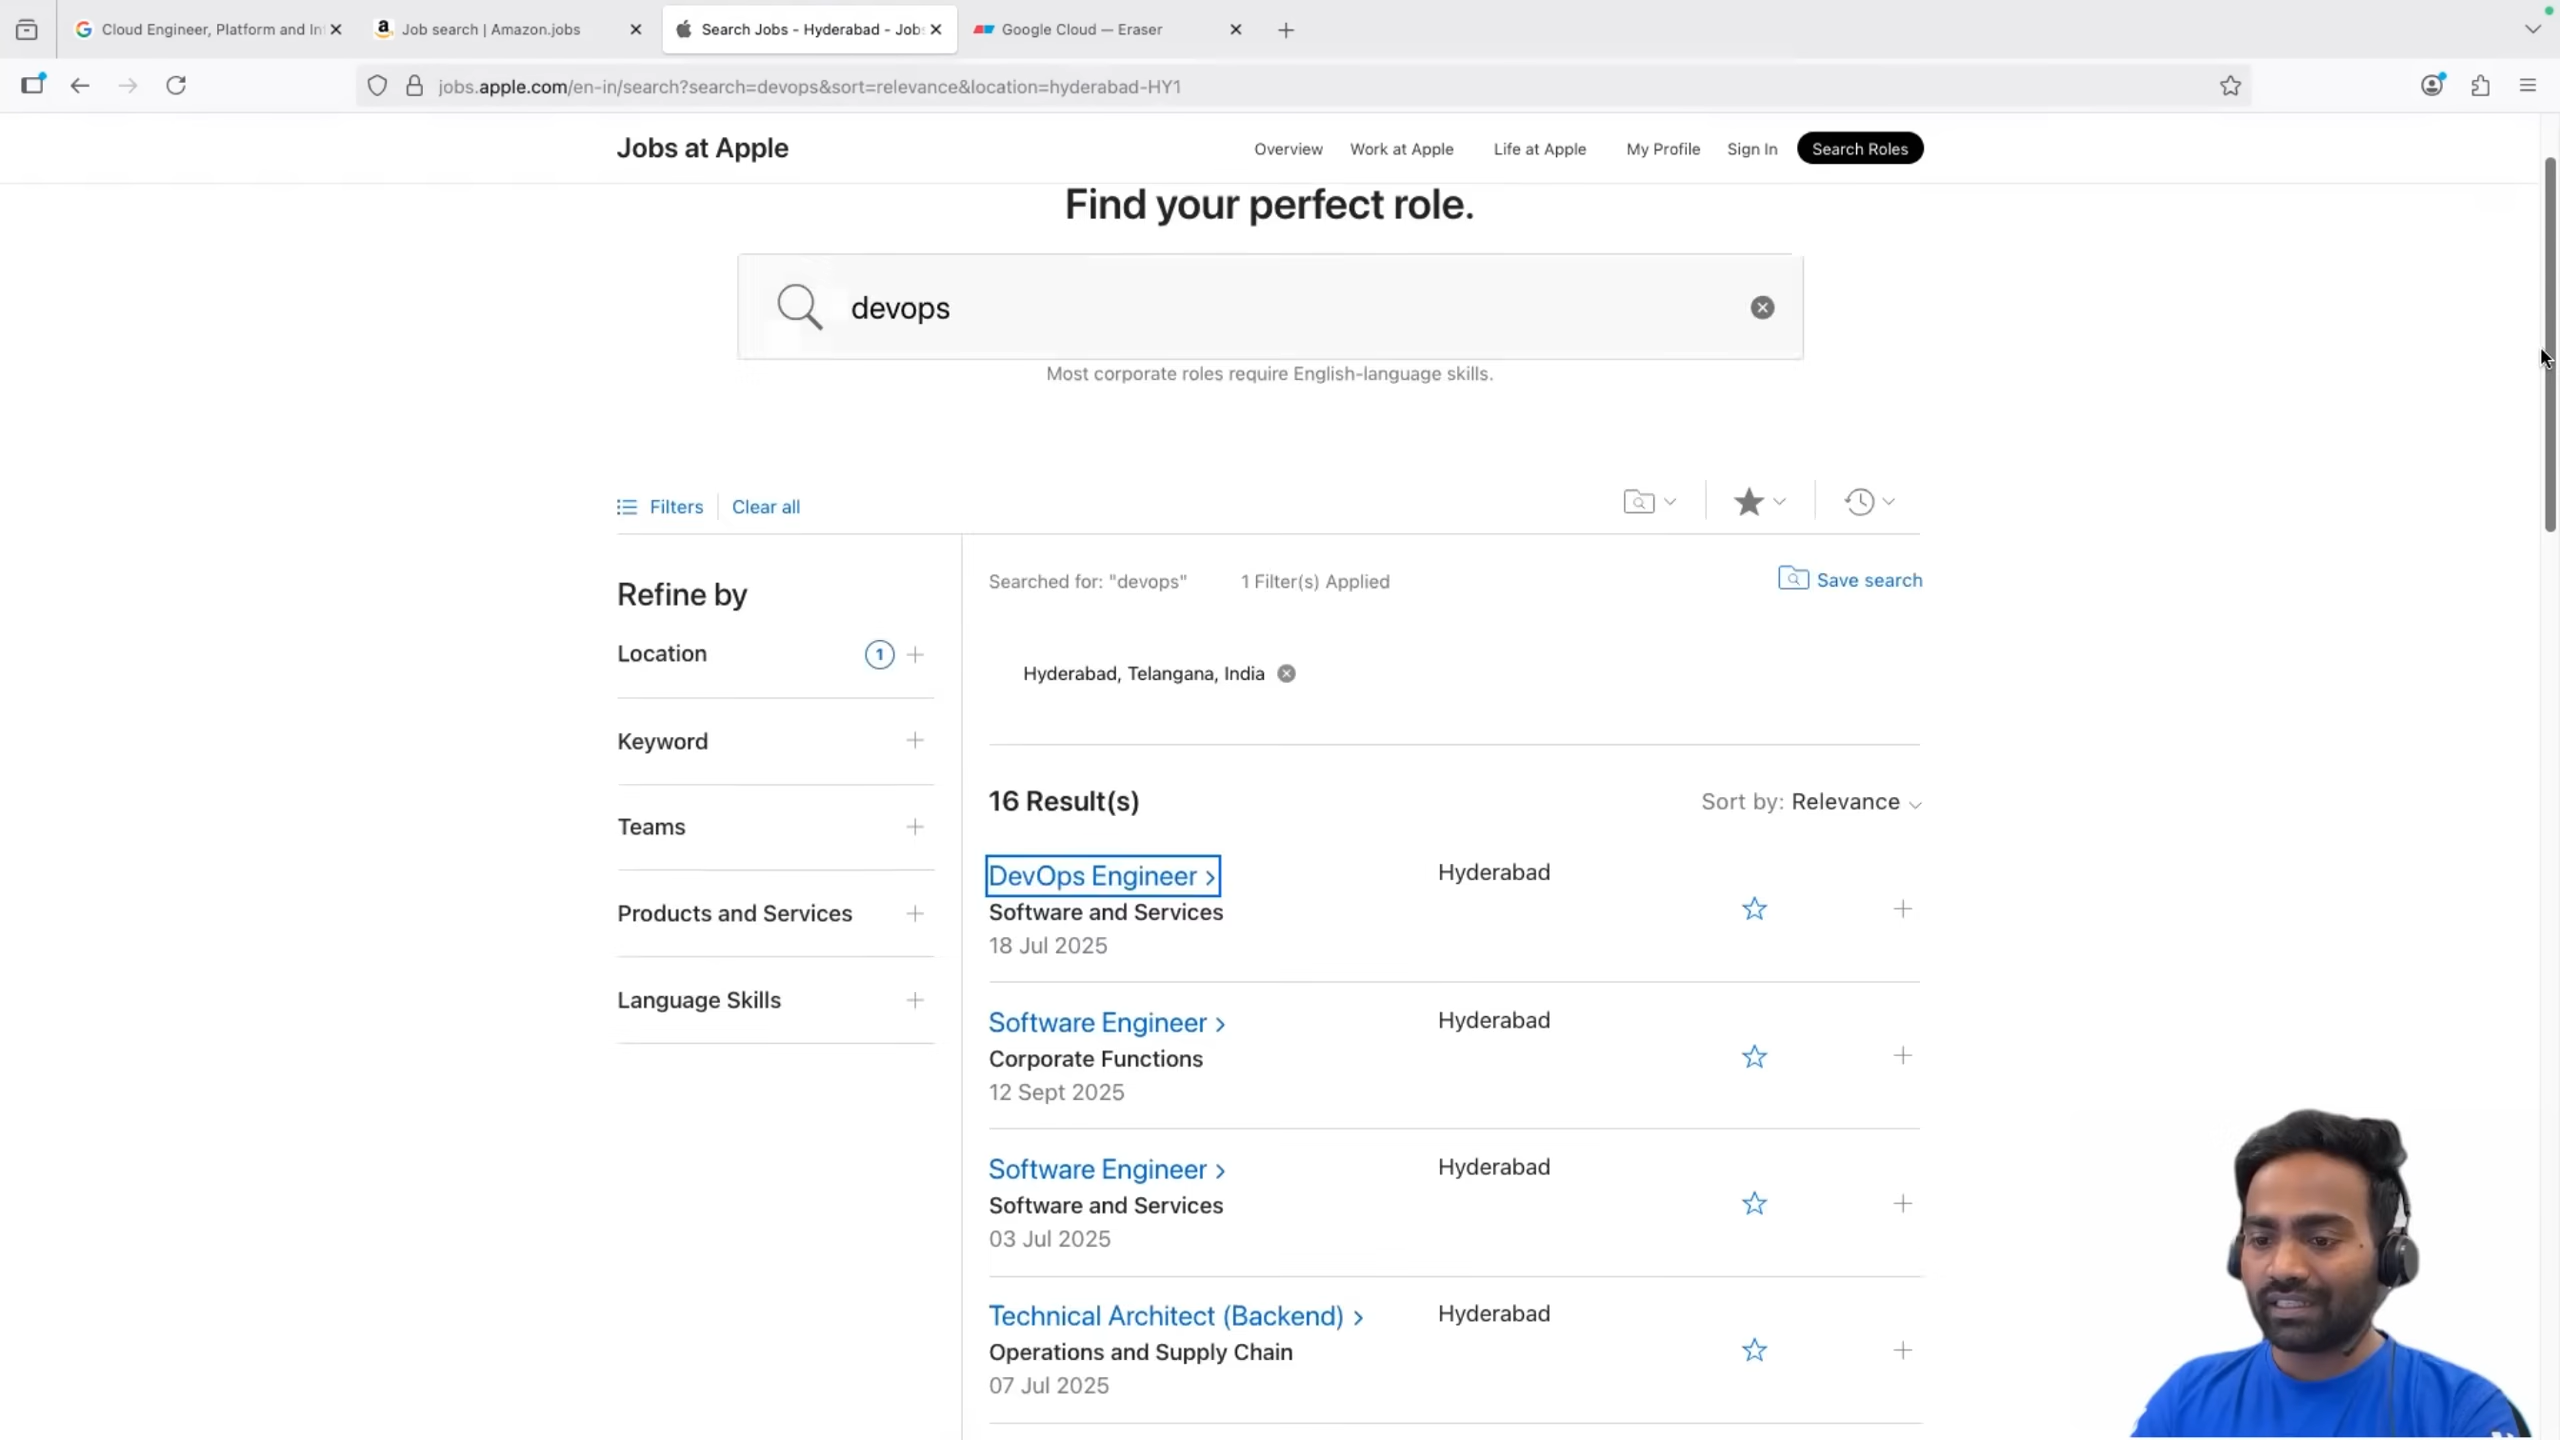 Cloud Engineer, Platform and In
Job search | Amazon.jobs
Search Jobs - Hyderabad - Job
Google Cloud — Eraser
jobs.apple.com/en-in/search?search=devops&sort=relevance&location=hyderabad-HY1
Jobs at Apple
Overview
Work at Apple
Life at Apple
My Profile
Sign In
Search Roles
Find your perfect role.
devops
Most corporate roles require English-language skills.
Filters
Clear all
Refine by
Location
1
Keyword
Teams
Products and Services
Language Skills
Searched for: "devops"
1 Filter(s) Applied
Save search
Hyderabad, Telangana, India
16 Result(s)
Sort by: Relevance
DevOps Engineer
Hyderabad
Software and Services
18 Jul 2025
Software Engineer
Hyderabad
Corporate Functions
12 Sept 2025
Software Engineer
Hyderabad
Software and Services
03 Jul 2025
Technical Architect (Backend)
Hyderabad
Operations and Supply Chain
07 Jul 2025